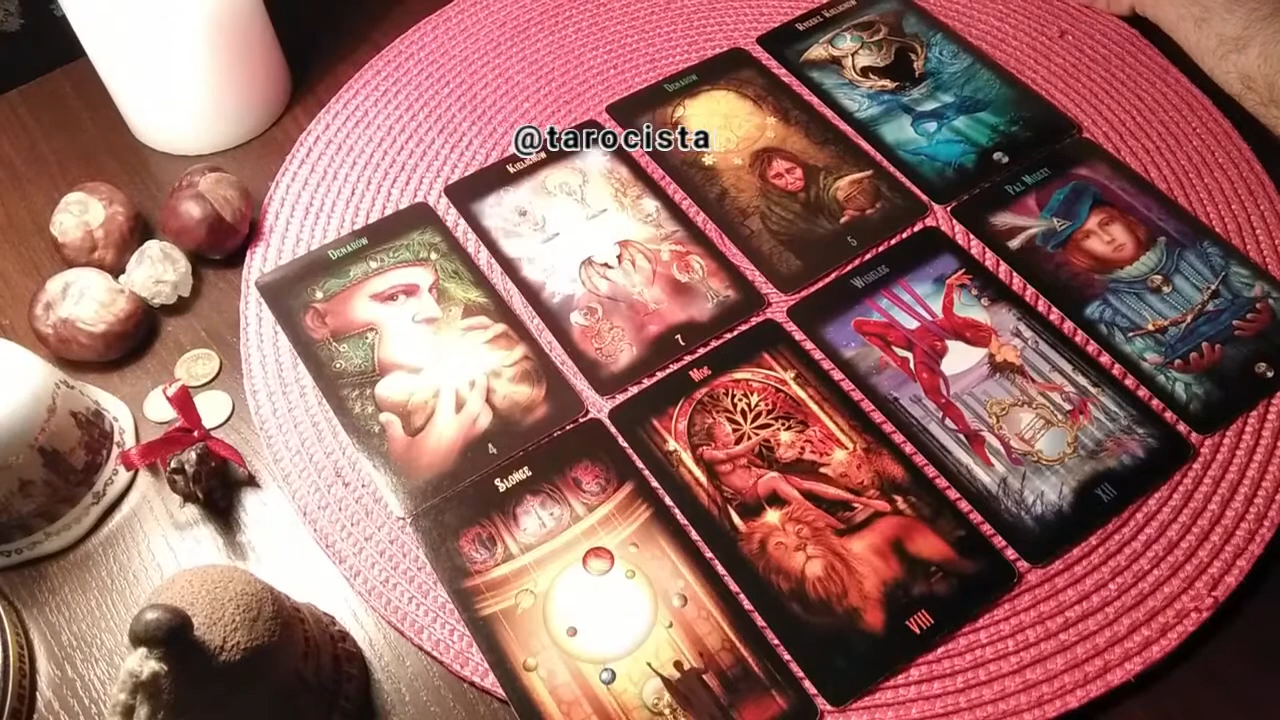 Rycerz Kielichów
Denarów
@tarocista
Kielichów
Paź Mieczy
Denarów
Wisielec
5
7
Moc
4
Słońce
XII
VIII